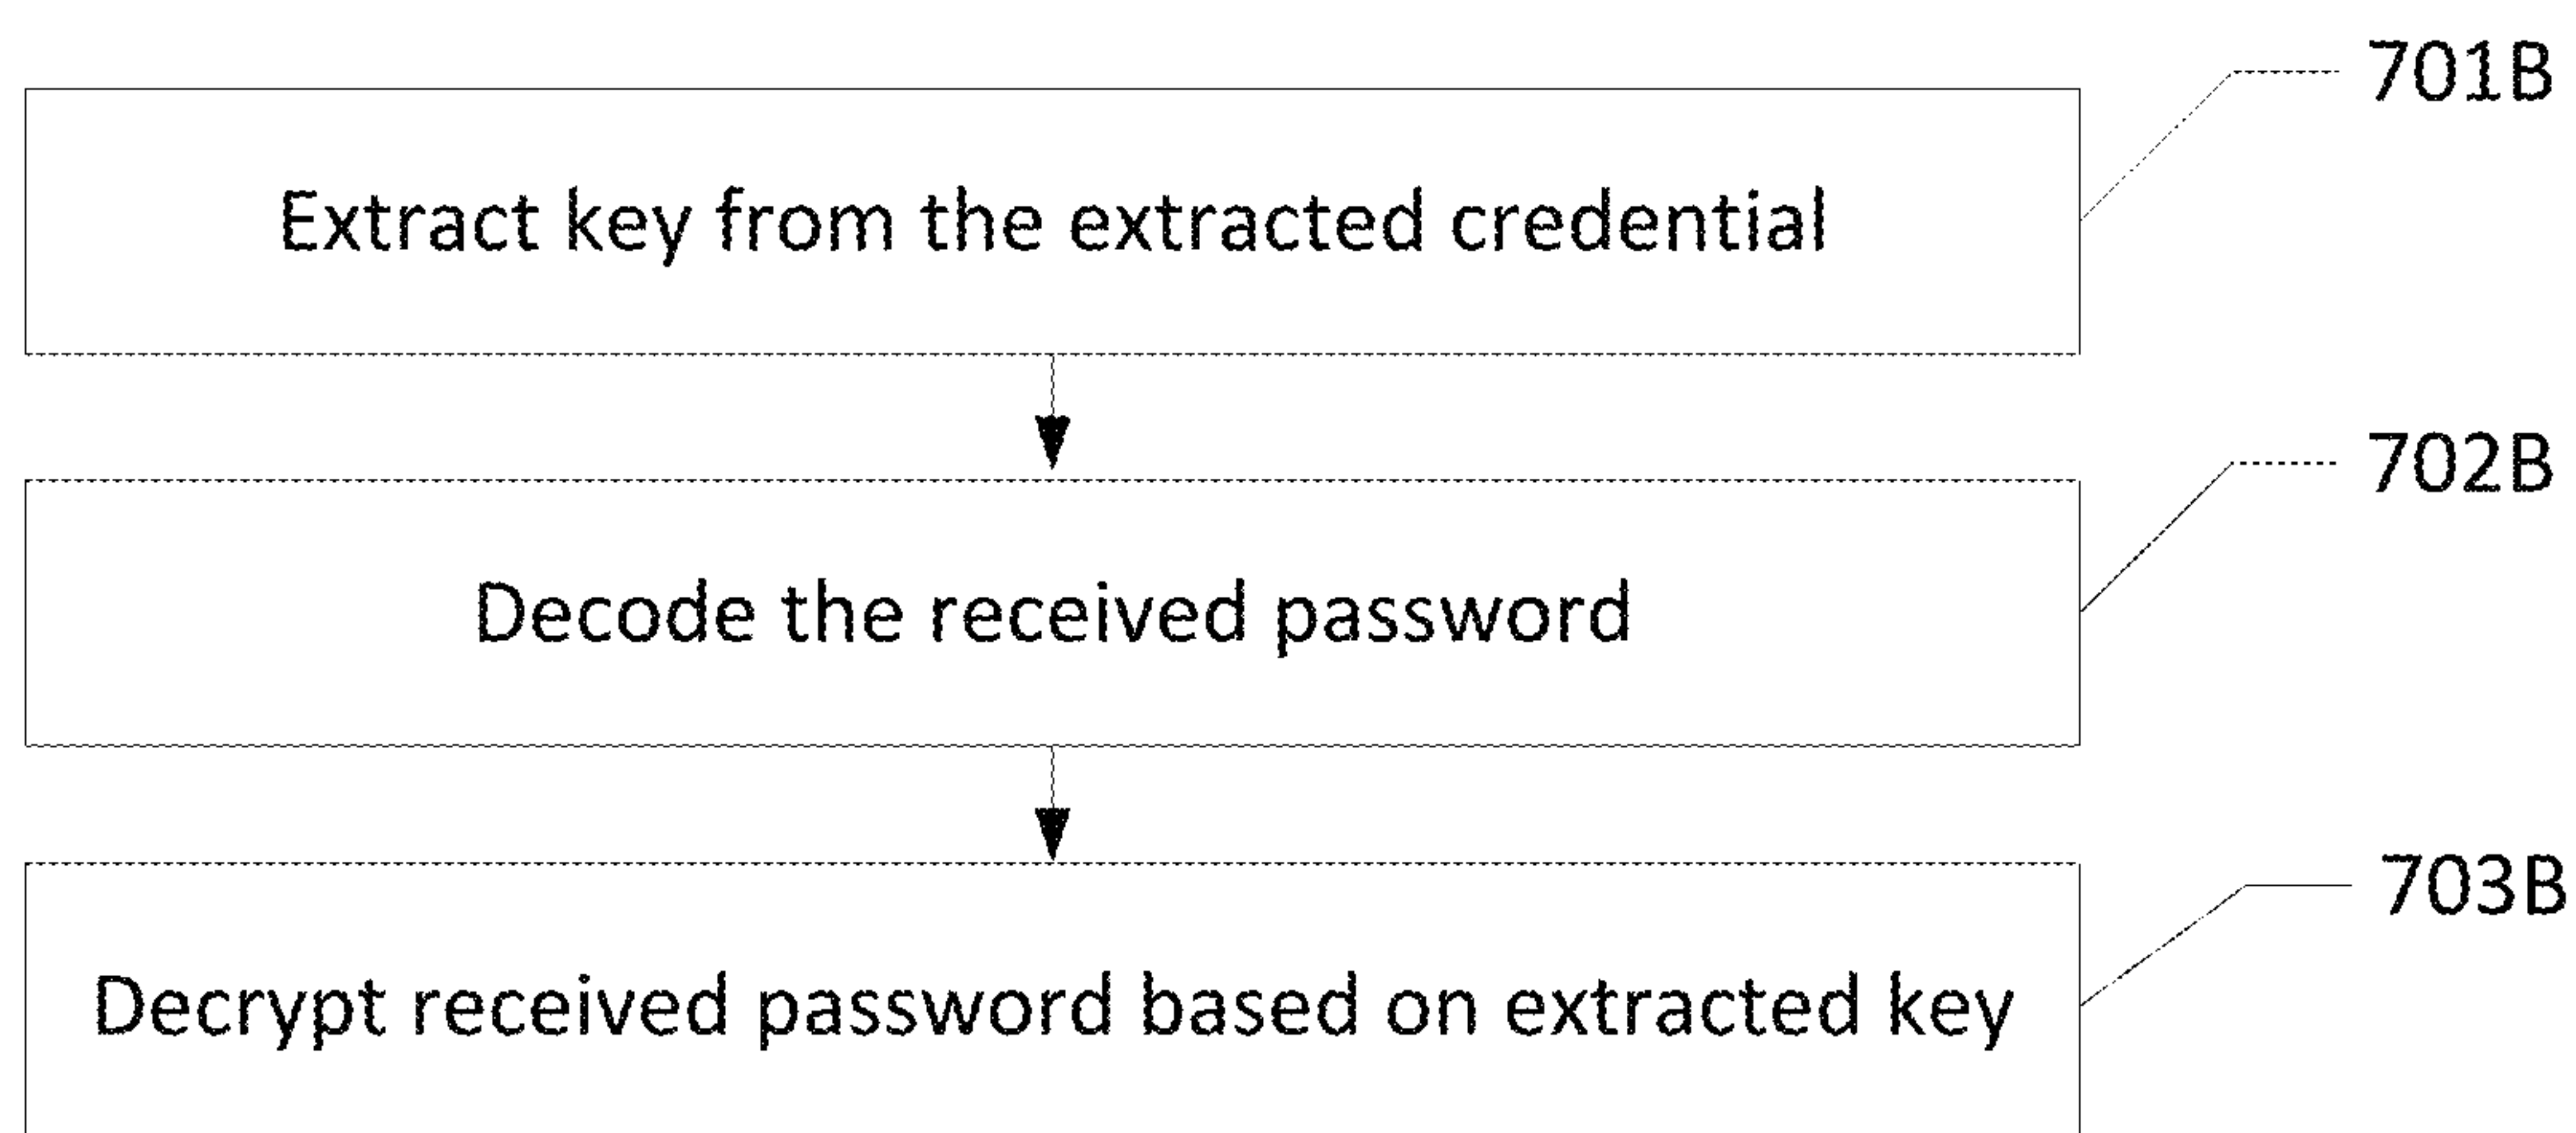 701B
Extract key from the extracted credential
702B
Decode the received password
703B
Decrypt received password based on extracted key